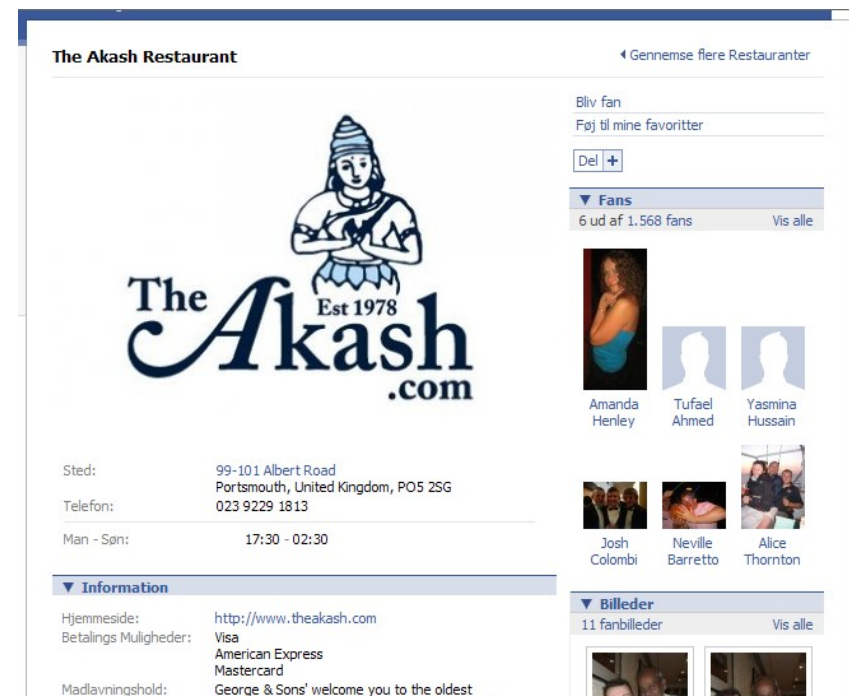 The Akash Restaurant
Gennemse flere Restauranter
The
Akash
Est 1978
.com
Sted:
99-101 Albert Road
Portsmouth, United Kingdom, PO5 2SG
Telefon:
023 9229 1813
Man - Søn:
17:30 - 02:30
Information
Hjemmeside:
http://www.theakash.com
Betalings Muligheder:
Visa
American Express
Mastercard
Madlavningshold:
George & Sons' welcome you to the oldest
Bliv fan
Føj til mine favoritter
Del +
Fans
6 ud af 1.568 fans
Vis alle
Amanda
Henley
Tufael
Ahmed
Yasmina
Hussain
Josh
Colombi
Neville
Barretto
Alice
Thornton
Billeder
11 fanbilleder
Vis alle